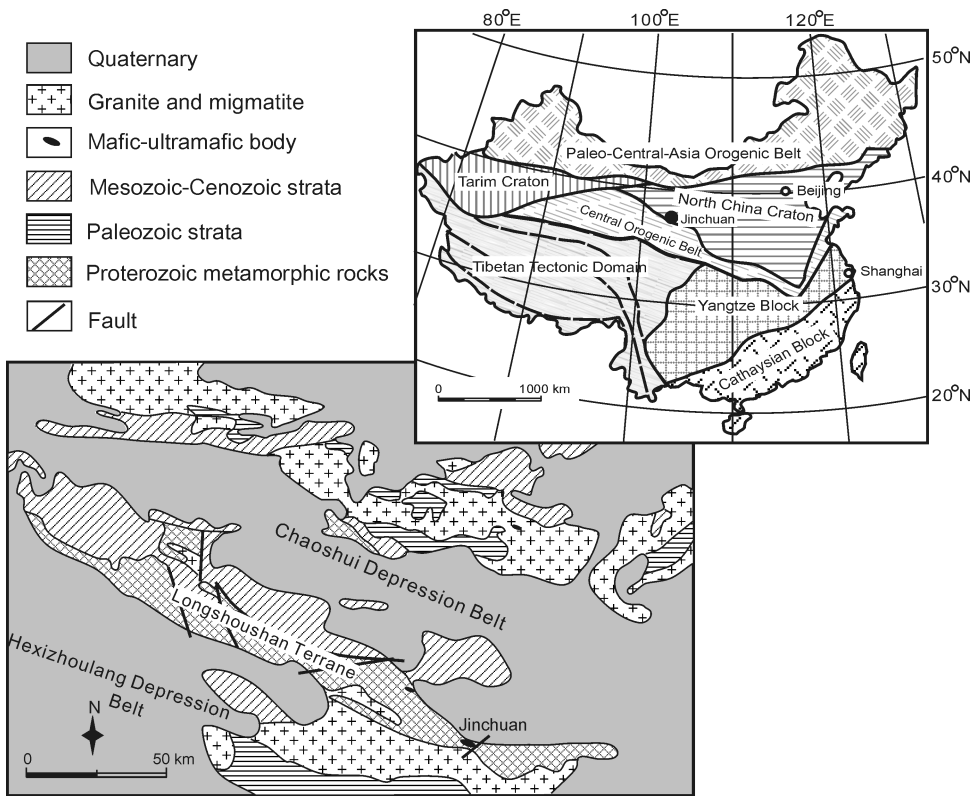 Quaternary
Granite and migmatite
Mafic-ultramafic body
Mesozoic-Cenozoic strata
Paleozoic strata
Proterozoic metamorphic rocks
Fault
80°E
100°E
120°E
50°N
40°N
30°N
20°N
Paleo-Central-Asia Orogenic Belt
Tarim Craton
Beijing
North China Craton
Jinchuan
Central Orogenic Belt
Tibetan Tectonic Domain
Shanghai
Yangtze Block
Cathaysian Block
0 1000 km
Chaoshui Depression Belt
Longshoushan Terrane
Hexizhoulang Depression
Belt
N
Jinchuan
0 50 km